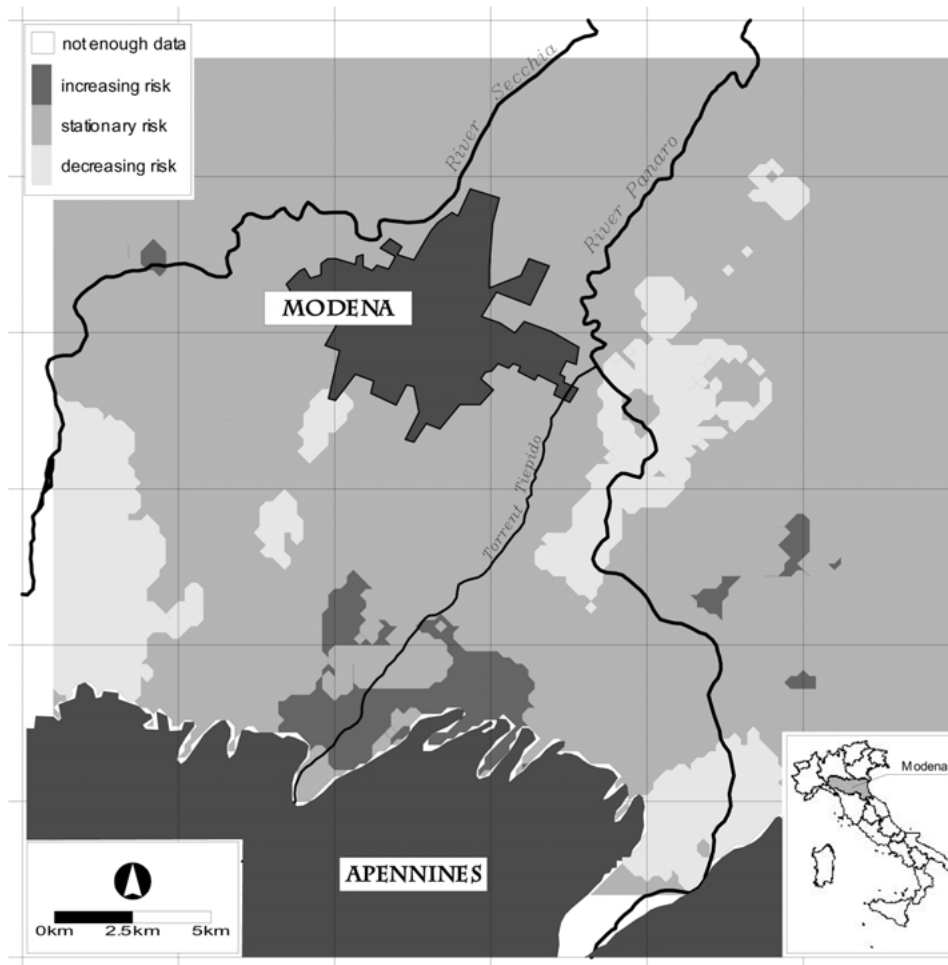 not enough data
increasing risk
stationary risk
decreasing risk
River Secchia
River Panaro
MODENA
Torrent Tiepido
Modena
APENNINES
0km 2.5km 5km